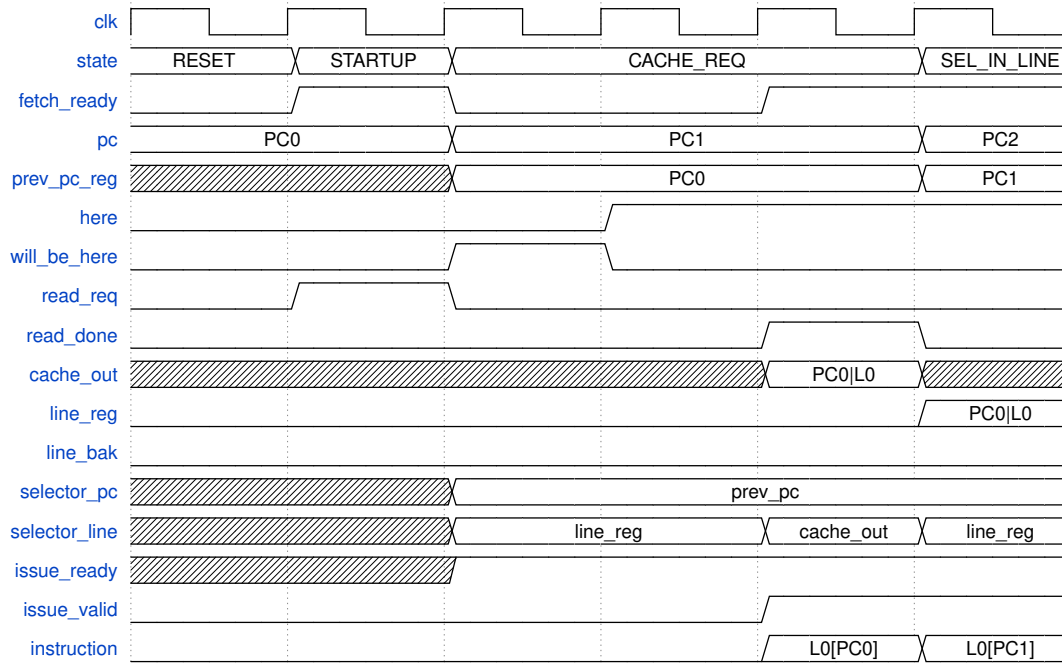 clk
state RESET STARTUP CACHE_REQ SEL_IN_LINE
fetch_ready
pc PC0 PC1 PC2
prev_pc_reg PC0 PC1
here
will_be_here
read_req
read_done
cache_out PC0|L0
line_reg PC0|L0
line_bak
selector_pc prev_pc
selector_line line_reg cache_out line_reg
issue_ready
issue_valid
instruction L0[PC0] L0[PC1]